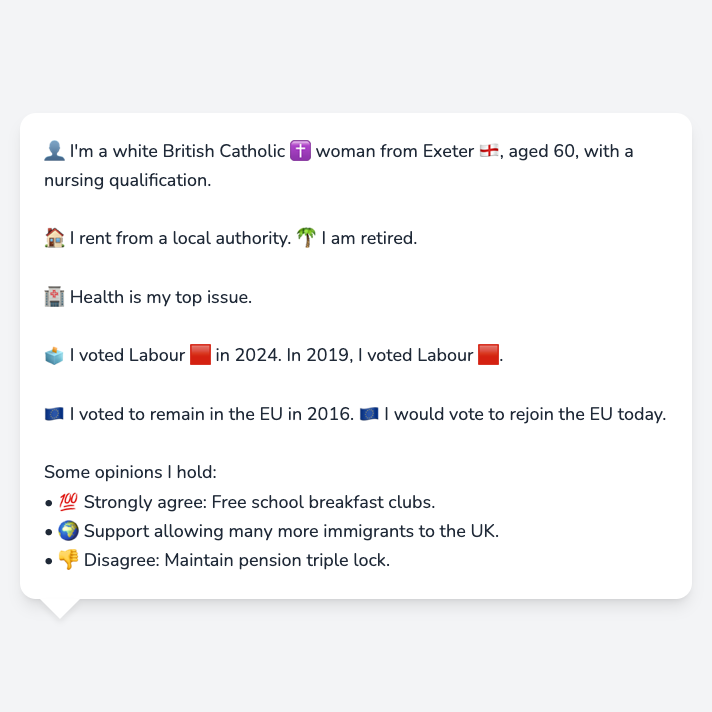 👤 I'm a white British Catholic ✝️ woman from Exeter 🏴󠁧󠁢󠁥󠁮󠁧󠁿, aged 60, with a
nursing qualification.
🏠 I rent from a local authority. 🌴 I am retired.
🏥 Health is my top issue.
🗳️ I voted Labour 🟥 in 2024. In 2019, I voted Labour 🟥.
🇪🇺 I voted to remain in the EU in 2016. 🇪🇺 I would vote to rejoin the EU today.
Some opinions I hold:
• 💯 Strongly agree: Free school breakfast clubs.
• 🌍 Support allowing many more immigrants to the UK.
• 👎 Disagree: Maintain pension triple lock.